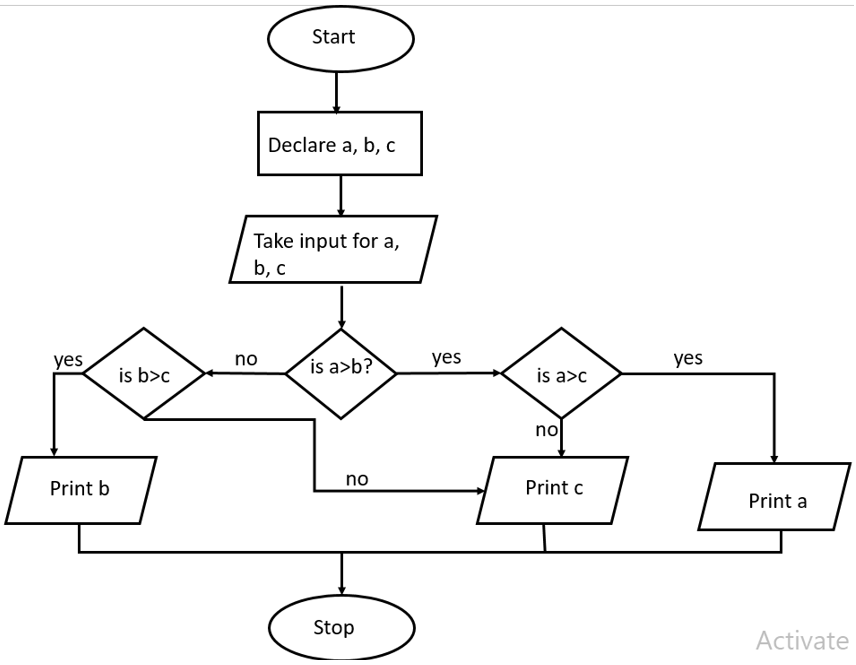 Start
Declare a, b, c
Take input for a,
b, c
yes
is b>c
no
is a>b?
yes
is a>c
yes
no
Print b
no
Print c
Print a
Stop
Activate